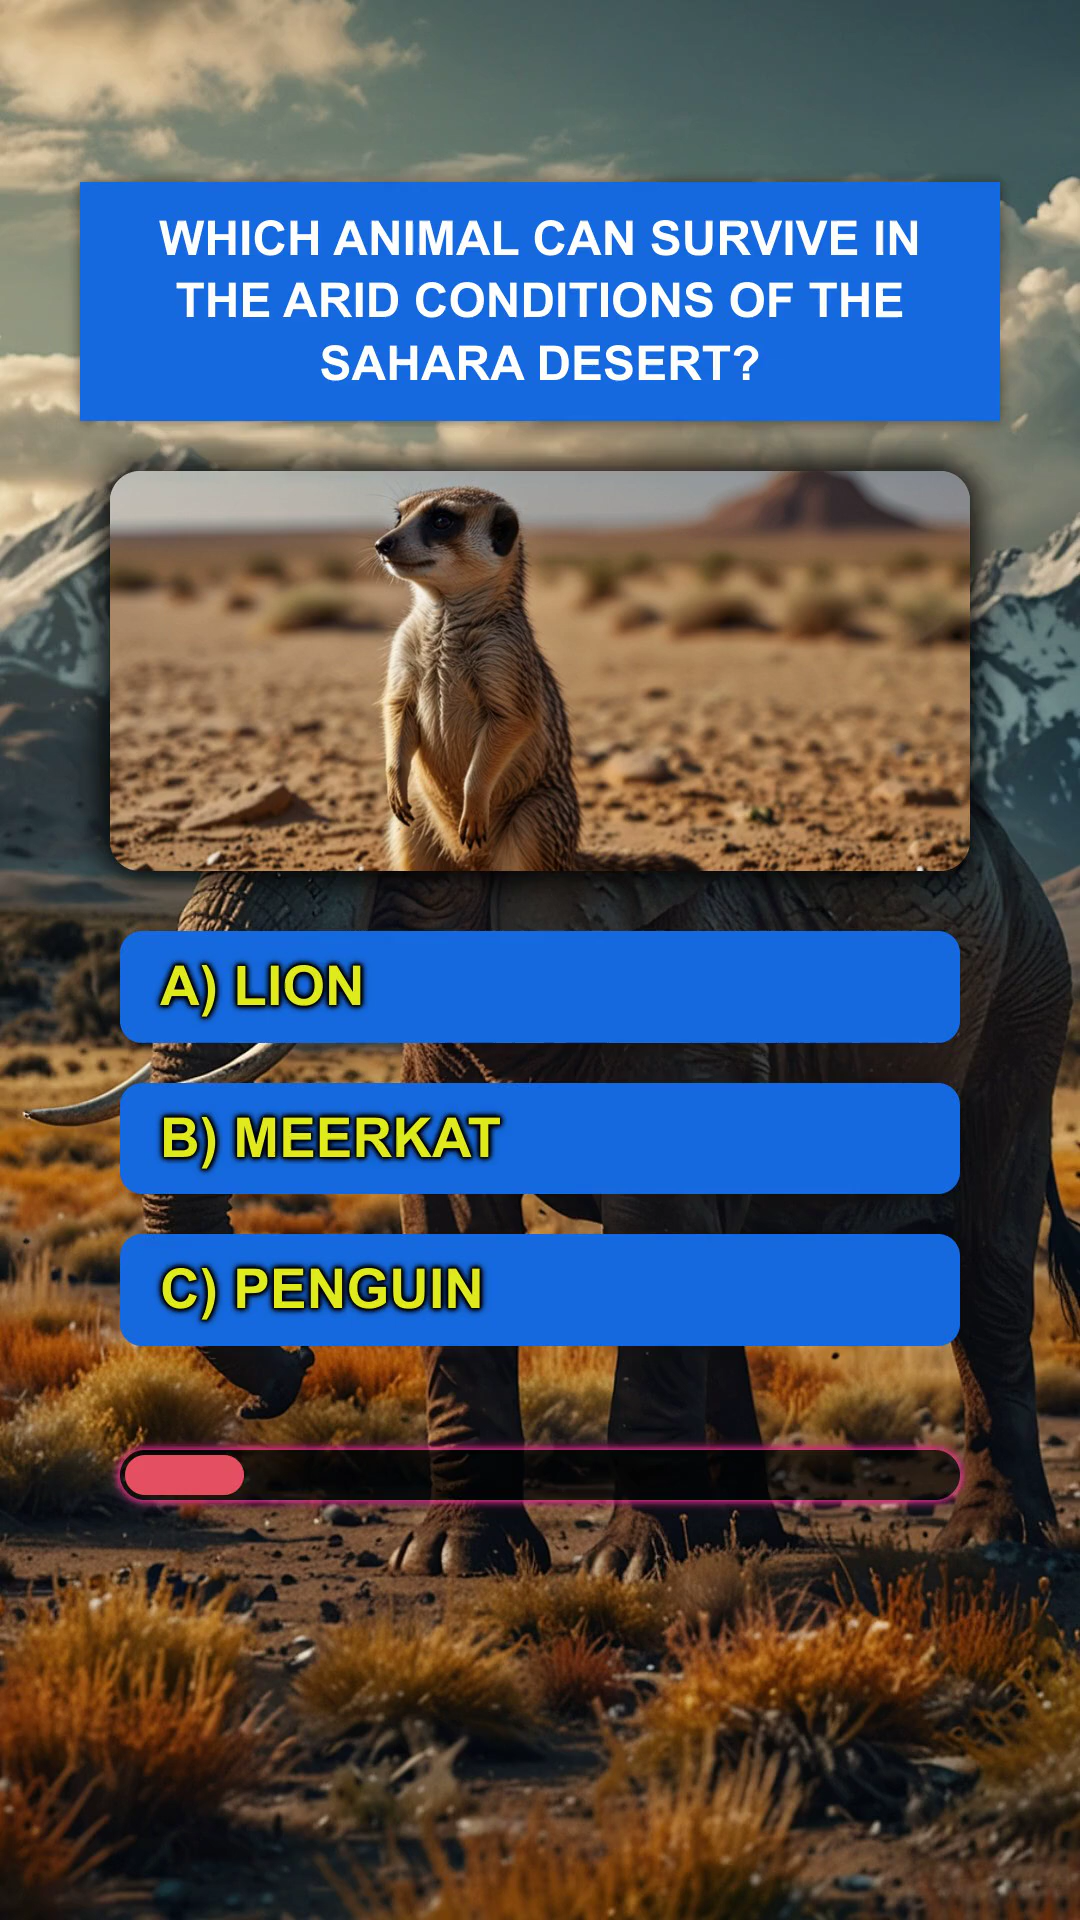 WHICH ANIMAL CAN SURVIVE IN
THE ARID CONDITIONS OF THE
SAHARA DESERT?
A) LION
B) MEERKAT
C) PENGUIN